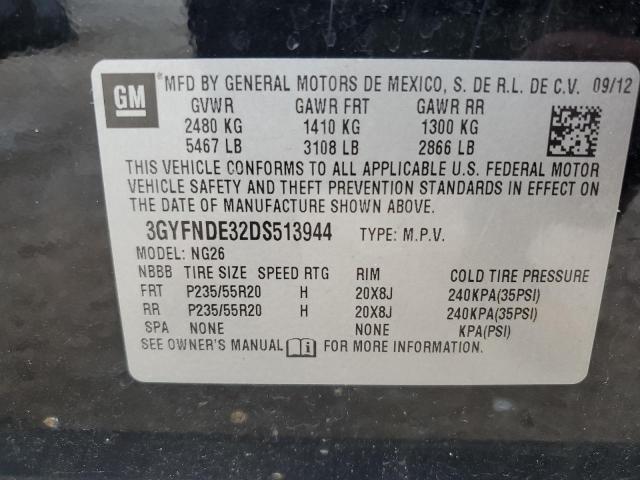 GM
MFD BY GENERAL MOTORS DE MEXICO, S. DE R.L. DE C.V. 09/12
GVWR GAWR FRT GAWR RR
2480 KG 1410 KG 1300 KG
5467 LB 3108 LB 2866 LB
THIS VEHICLE CONFORMS TO ALL APPLICABLE U.S. FEDERAL MOTOR
VEHICLE SAFETY AND THEFT PREVENTION STANDARDS IN EFFECT ON
THE DATE OF MANUFACTURE SHOWN ABOVE.
3GYFNDE32DS513944 TYPE: M.P.V.
MODEL: NG26
NBBB TIRE SIZE SPEED RTG RIM COLD TIRE PRESSURE
FRT P235/55R20 H 20X8J 240KPA(35PSI)
RR P235/55R20 H 20X8J 240KPA(35PSI)
SPA NONE NONE KPA(PSI)
SEE OWNER'S MANUAL FOR MORE INFORMATION.